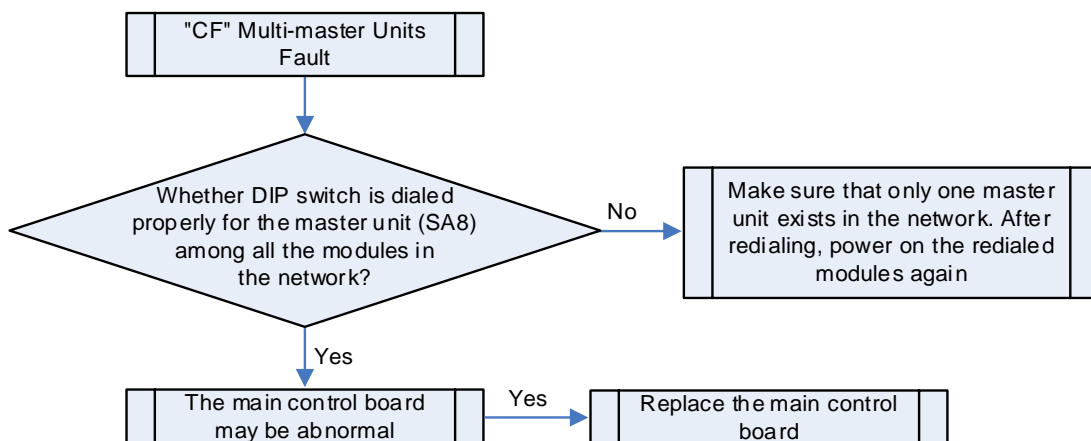 "CF" Multi-master Units
Fault
Whether DIP switch is dialed
properly for the master unit (SA8)
among all the modules in
the network?
No
Make sure that only one master
unit exists in the network. After
redialing, power on the redialed
modules again
Yes
The main control board
may be abnormal
Yes
Replace the main control
board